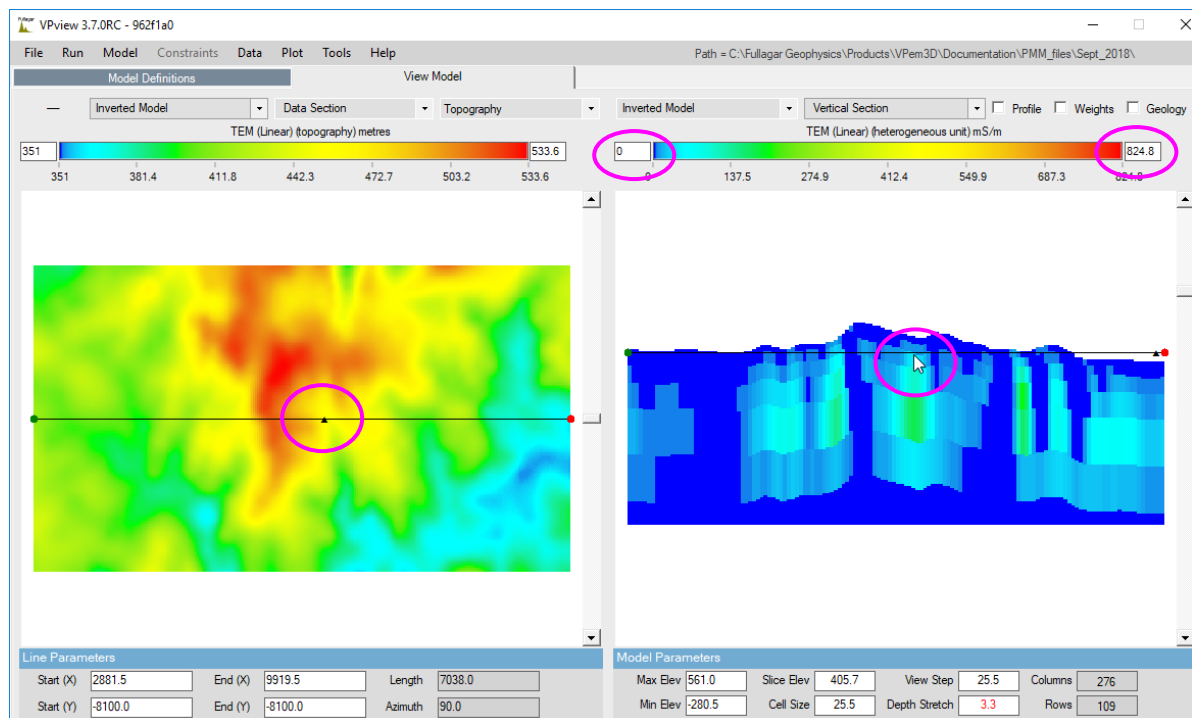 Fullagar
VPview 3.7.0RC - 962f1a0
File Run Model Constraints Data Plot Tools Help Path = C:\Fullagar Geophysics\Products\VPem3D\Documentation\PMM_files\Sept_2018\
Model Definitions View Model
Inverted Model Data Section Topography Inverted Model Vertical Section Profile Weights Geology
TEM (Linear) (topography) metres TEM (Linear) (heterogeneous unit) mS/m
351 533.6 0 824.8
351 381.4 411.8 442.3 472.7 503.2 533.6 0 137.5 274.9 412.4 549.9 687.3 824.8
Line Parameters Model Parameters
Start (X) 2881.5 End (X) 9919.5 Length 7038.0 Max Elev 561.0 Slice Elev 405.7 View Step 25.5 Columns 276
Start (Y) -8100.0 End (Y) -8100.0 Azimuth 90.0 Min Elev -280.5 Cell Size 25.5 Depth Stretch 3.3 Rows 109